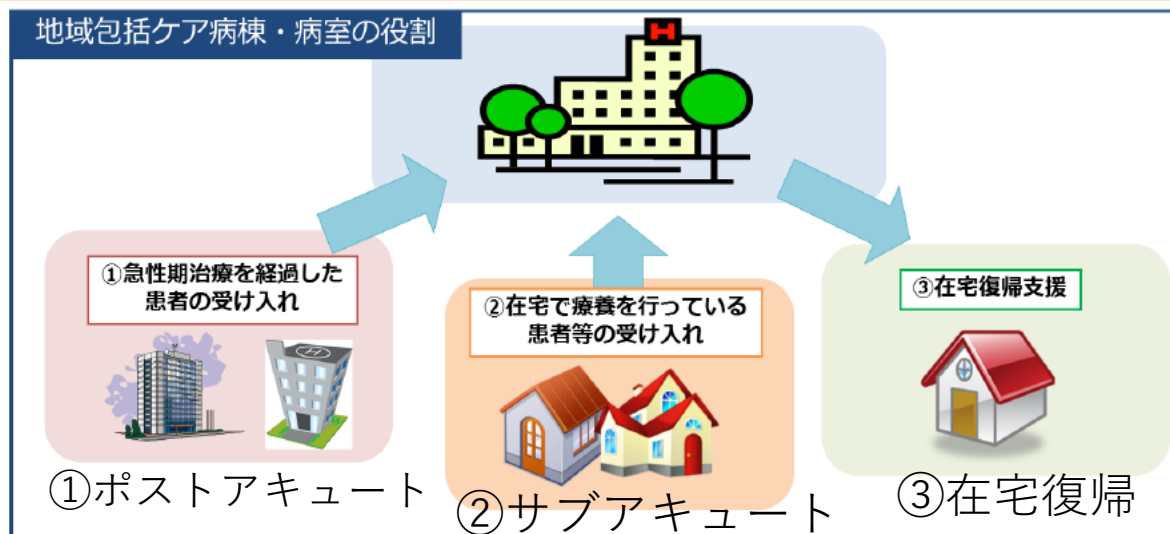 地域包括ケア病棟・病室の役割
H
①急性期治療を経過した
患者の受け入れ
H
①ポストアキュート
②在宅で療養を行っている
患者等の受け入れ
②サブアキュート
③在宅復帰支援
③在宅復帰